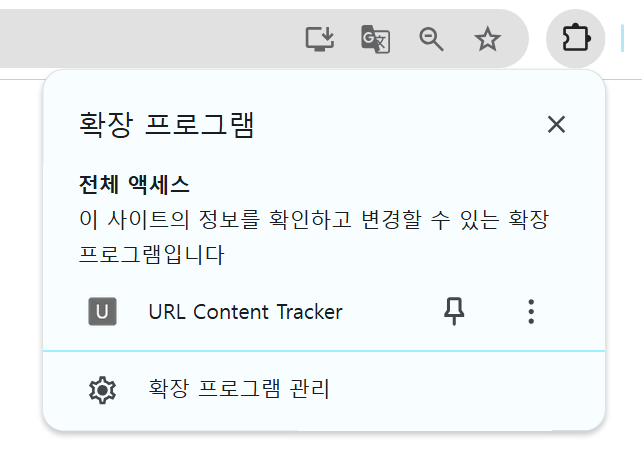 확장 프로그램
전체 액세스
이 사이트의 정보를 확인하고 변경할 수 있는 확장
프로그램입니다
U URL Content Tracker
확장 프로그램 관리